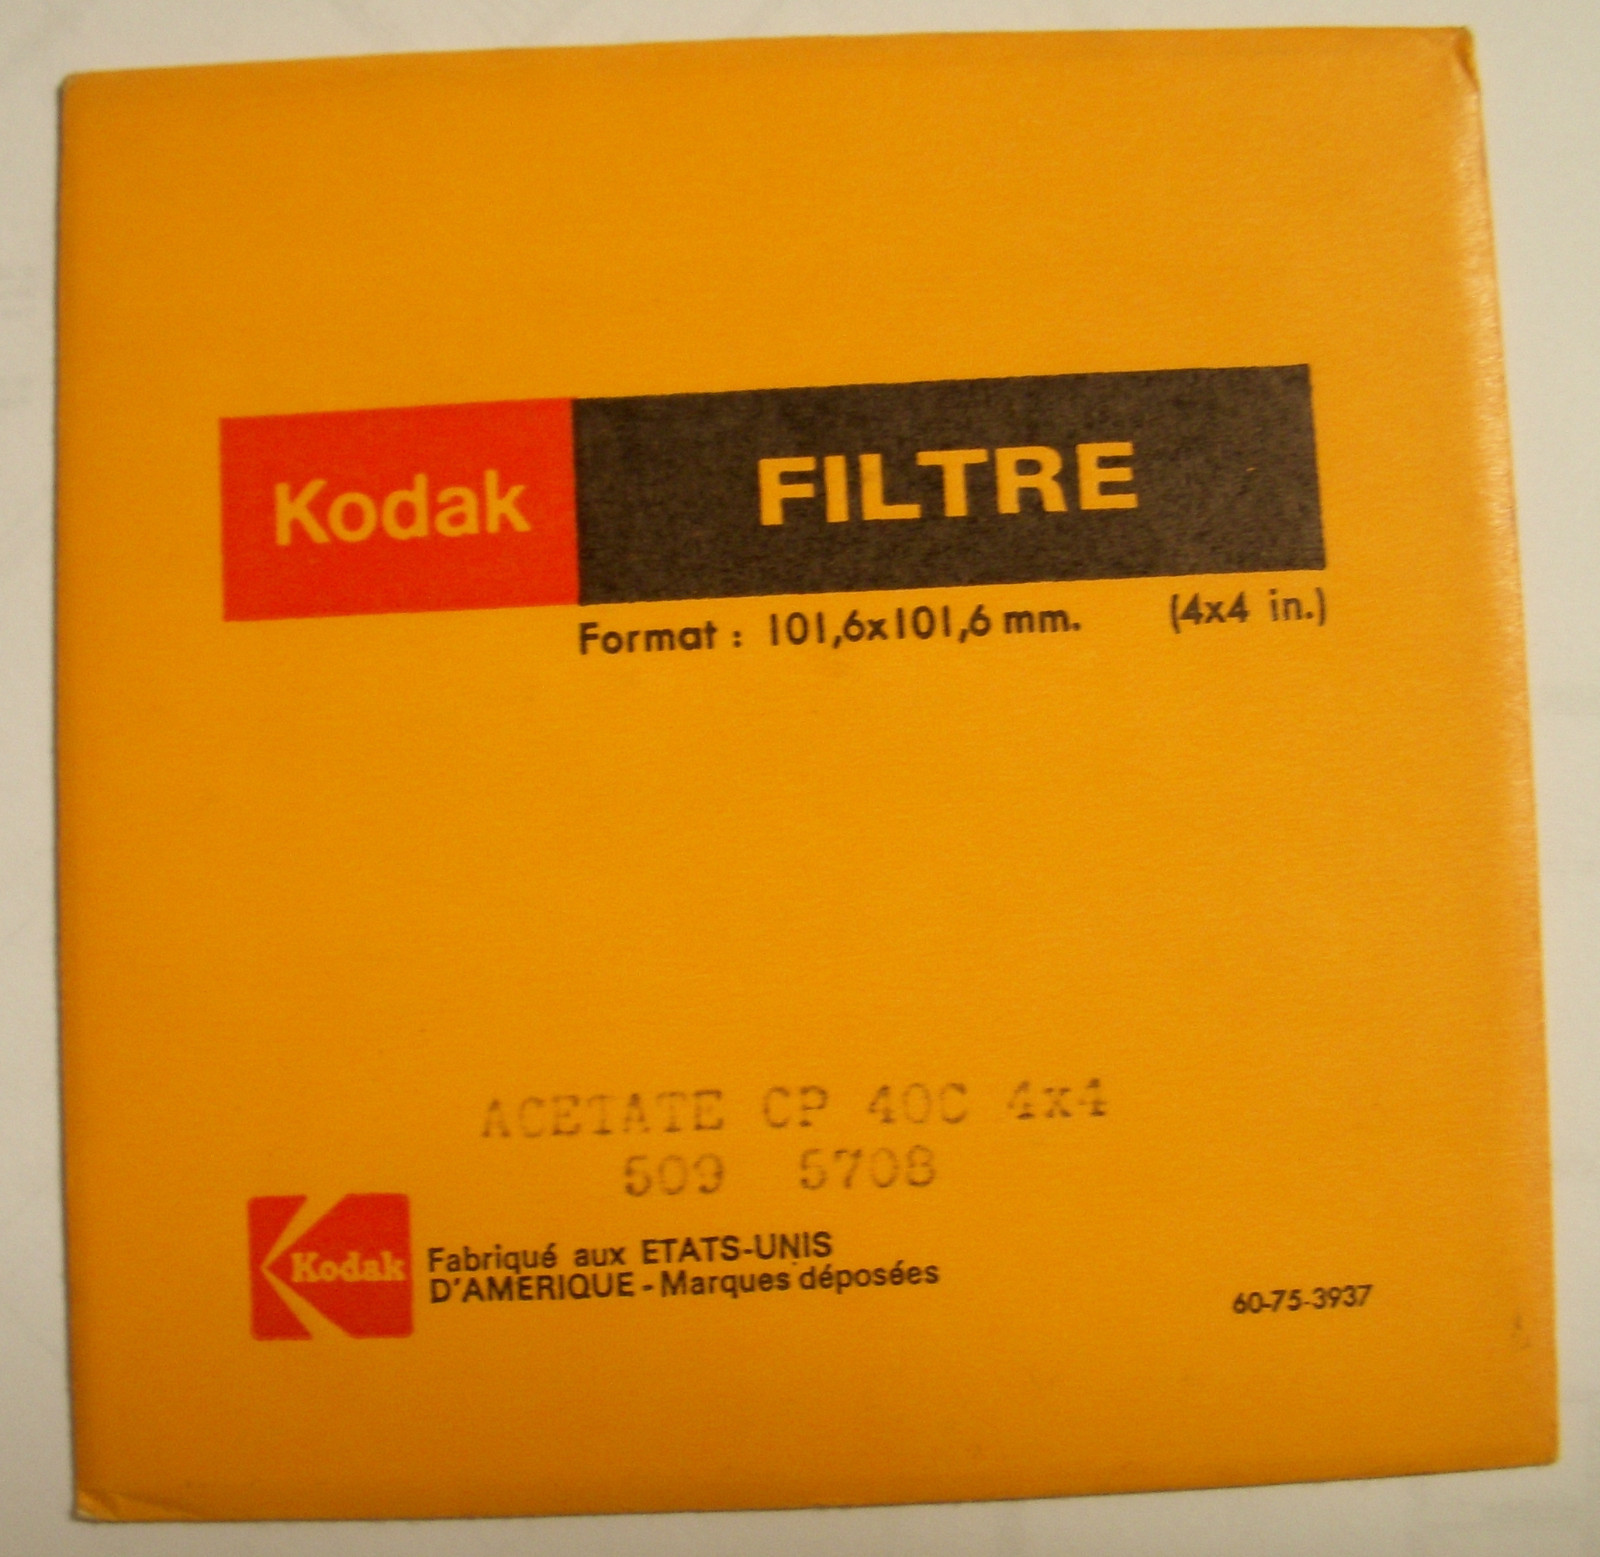 Kodak FILTRE
Format : 101,6x101,6 mm. (4x4 in.)
ACETATE CP 40C 4x4
509 5708
Kodak
Fabriqué aux ETATS-UNIS
D'AMERIQUE - Marques déposées
60-75-3937